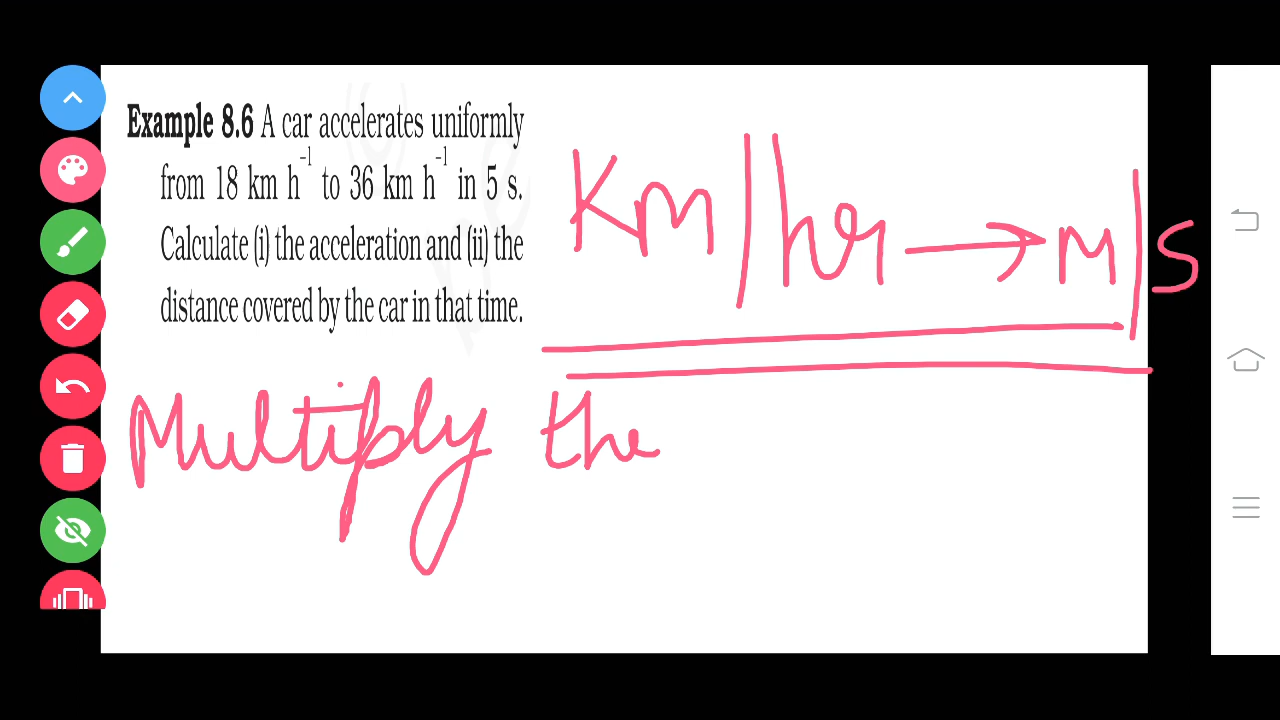 Example 8.6 A car accelerates uniformly
from 18 km h⁻¹ to 36 km h⁻¹ in 5 s.
Calculate (i) the acceleration and (ii) the
distance covered by the car in that time.
Km/hr → m/s
Multiply the